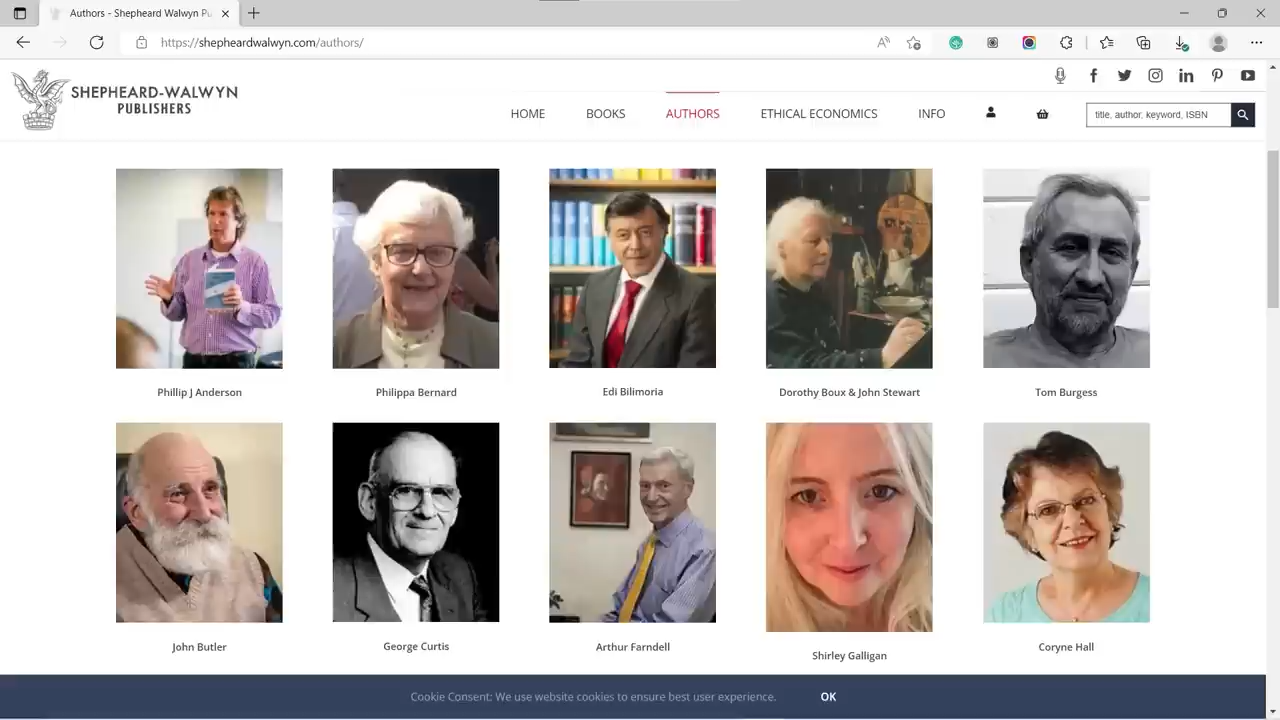 Authors - Shepheard Walwyn Pu
https://shepheardwalwyn.com/authors/
SHEPHEARD-WALWYN
PUBLISHERS
HOME BOOKS AUTHORS ETHICAL ECONOMICS INFO
title, author, keyword, ISBN
Phillip J Anderson
Philippa Bernard
Edi Bilimoria
Dorothy Boux & John Stewart
Tom Burgess
John Butler
George Curtis
Arthur Farndell
Shirley Galligan
Coryne Hall
Cookie Consent: We use website cookies to ensure best user experience. OK